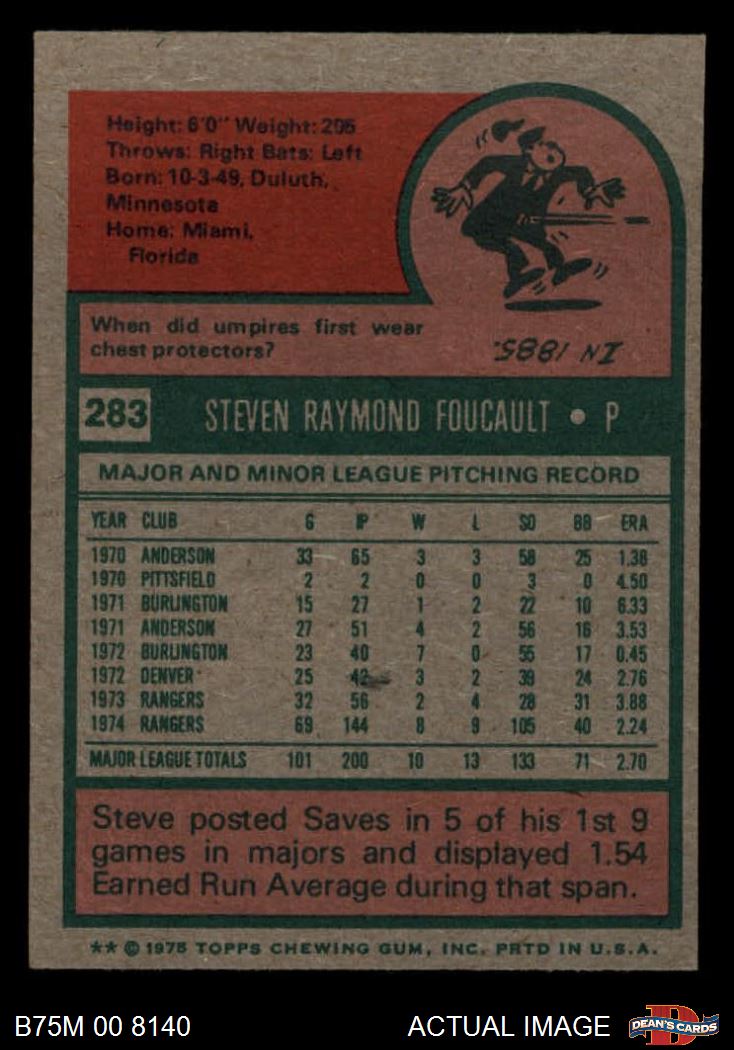 Height: 6'0" Weight: 205
Throws: Right Bats: Left
Born: 10-3-49, Duluth,
Minnesota
Home: Miami,
Florida
When did umpires first wear
chest protectors?
IN 1885.
283 STEVEN RAYMOND FOUCAULT • P
MAJOR AND MINOR LEAGUE PITCHING RECORD
YEAR CLUB G IP W L SO BB ERA
1970 ANDERSON 33 65 3 3 58 25 1.38
1970 PITTSFIELD 2 2 0 0 3 0 4.50
1971 BURLINGTON 15 27 1 2 22 10 6.33
1971 ANDERSON 27 51 4 2 56 16 3.53
1972 BURLINGTON 23 40 7 0 55 17 0.45
1972 DENVER 25 42 3 2 39 24 2.76
1973 RANGERS 32 56 2 4 28 31 3.88
1974 RANGERS 69 144 8 9 105 40 2.24
MAJOR LEAGUE TOTALS 101 200 10 13 133 71 2.70
Steve posted Saves in 5 of his 1st 9
games in majors and displayed 1.54
Earned Run Average during that span.
** © 1975 TOPPS CHEWING GUM, INC. PRTD IN U.S.A.
B75M 00 8140 ACTUAL IMAGE D DEAN'S CARDS